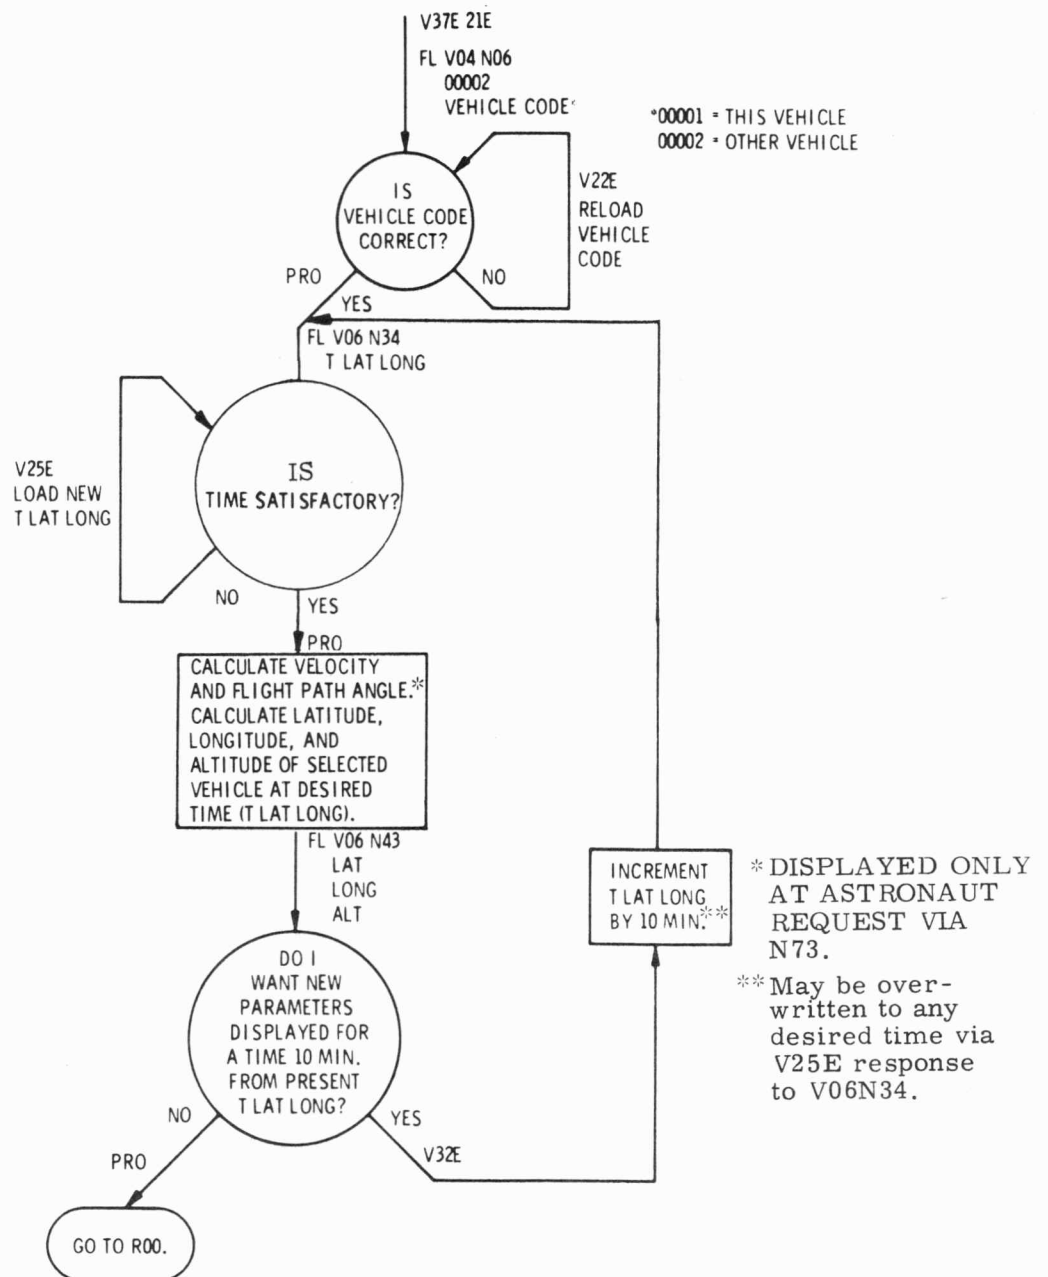 V37E 21E
FL V04 N06
00002
VEHICLE CODE*
*00001 = THIS VEHICLE
00002 = OTHER VEHICLE
IS
VEHICLE CODE
CORRECT?
V22E
RELOAD
VEHICLE
CODE
PRO
YES
NO
FL V06 N34
T LAT LONG
V25E
LOAD NEW
T LAT LONG
IS
TIME SATISFACTORY?
NO
YES
PRO
CALCULATE VELOCITY
AND FLIGHT PATH ANGLE.*
CALCULATE LATITUDE,
LONGITUDE, AND
ALTITUDE OF SELECTED
VEHICLE AT DESIRED
TIME (T LAT LONG).
FL V06 N43
LAT
LONG
ALT
INCREMENT
T LAT LONG
BY 10 MIN.**
* DISPLAYED ONLY
AT ASTRONAUT
REQUEST VIA
N73.
** May be over-
written to any
desired time via
V25E response
to V06N34.
DO I
WANT NEW
PARAMETERS
DISPLAYED FOR
A TIME 10 MIN.
FROM PRESENT
T LAT LONG?
NO
YES
PRO
V32E
GO TO R00.